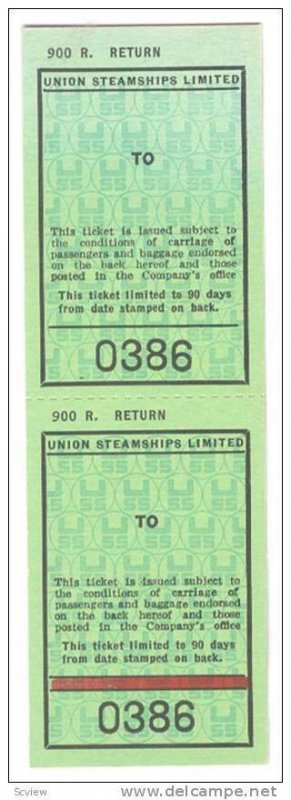 900 R. RETURN
UNION STEAMSHIPS LIMITED
TO
This ticket is issued subject to
the conditions of carriage of
passengers and baggage endorsed
on the back hereof and those
posted in the Company's office
This ticket limited to 90 days
from date stamped on back.
0386
900 R. RETURN
UNION STEAMSHIPS LIMITED
TO
This ticket is issued subject to
the conditions of carriage of
passengers and baggage endorsed
on the back hereof and those
posted in the Company's office
This ticket limited to 90 days
from date stamped on back.
0386
Scview
www.delcampe.net